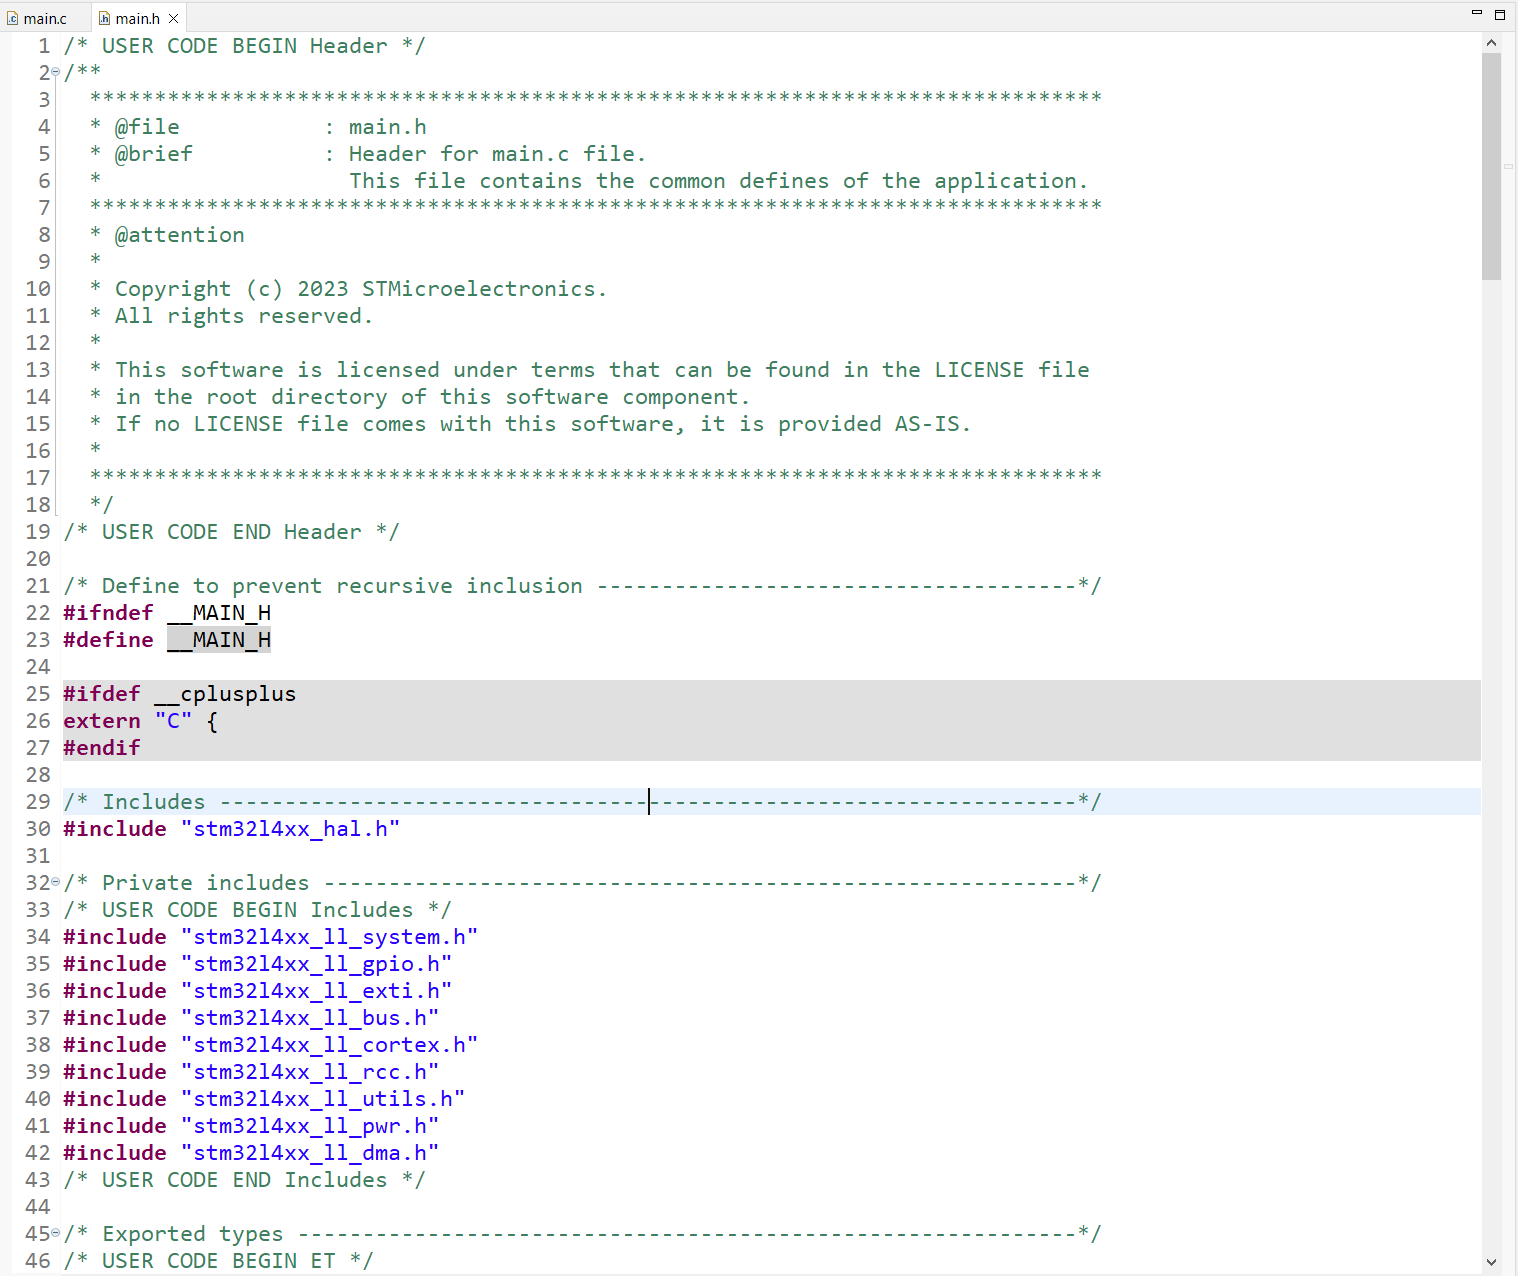 main.c main.h
1 /* USER CODE BEGIN Header */
2 /**
3   ******************************************************************************
4   * @file           : main.h
5   * @brief          : Header for main.c file.
6   *                   This file contains the common defines of the application.
7   ******************************************************************************
8   * @attention
9   *
10   * Copyright (c) 2023 STMicroelectronics.
11   * All rights reserved.
12   *
13   * This software is licensed under terms that can be found in the LICENSE file
14   * in the root directory of this software component.
15   * If no LICENSE file comes with this software, it is provided AS-IS.
16   *
17   ******************************************************************************
18   */
19 /* USER CODE END Header */
20
21 /* Define to prevent recursive inclusion -------------------------------------*/
22 #ifndef __MAIN_H
23 #define __MAIN_H
24
25 #ifdef __cplusplus
26 extern "C" {
27 #endif
28
29 /* Includes ------------------------------------------------------------------*/
30 #include "stm32l4xx_hal.h"
31
32 /* Private includes ----------------------------------------------------------*/
33 /* USER CODE BEGIN Includes */
34 #include "stm32l4xx_ll_system.h"
35 #include "stm32l4xx_ll_gpio.h"
36 #include "stm32l4xx_ll_exti.h"
37 #include "stm32l4xx_ll_bus.h"
38 #include "stm32l4xx_ll_cortex.h"
39 #include "stm32l4xx_ll_rcc.h"
40 #include "stm32l4xx_ll_utils.h"
41 #include "stm32l4xx_ll_pwr.h"
42 #include "stm32l4xx_ll_dma.h"
43 /* USER CODE END Includes */
44
45 /* Exported types ------------------------------------------------------------*/
46 /* USER CODE BEGIN ET */